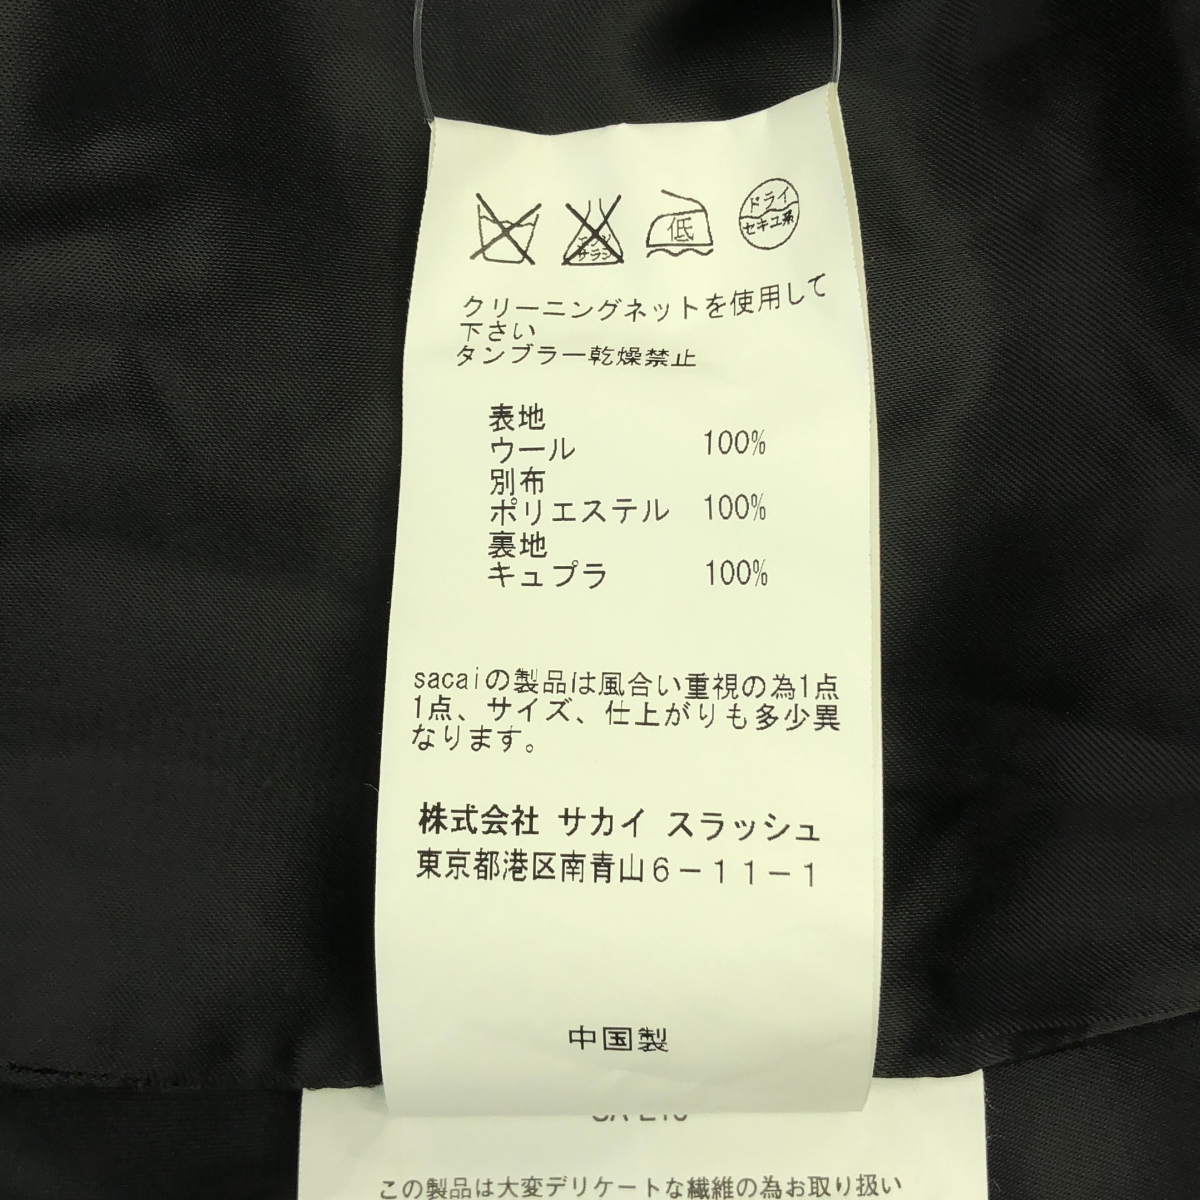 エンソ
サラシ
低
ドライ
セキユ系
クリーニングネットを使用して
下さい
タンブラー乾燥禁止
表地
ウール 100%
別布
ポリエステル 100%
裏地
キュプラ 100%
sacaiの製品は風合い重視の為1点
1点、サイズ、仕上がりも多少異
なります。
株式会社 サカイ スラッシュ
東京都港区南青山6－11－1
中国製
この製品は大変デリケートな繊維の為お取り扱い